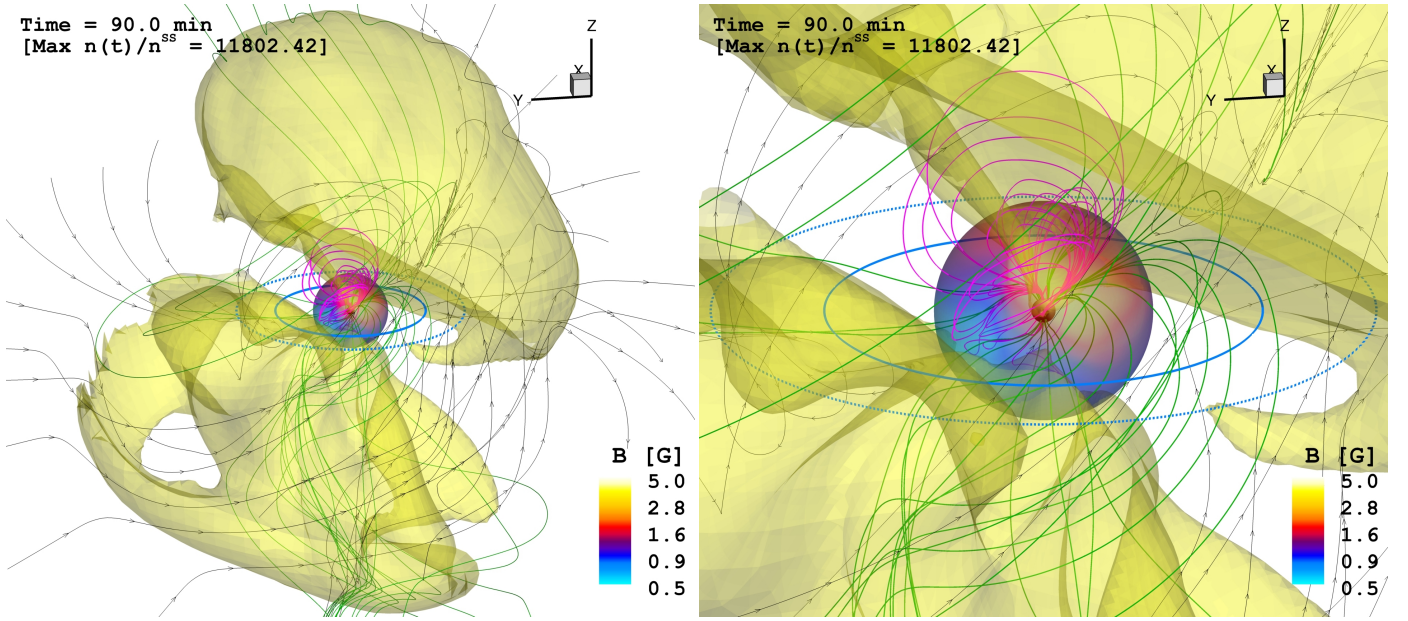 Time = 90.0 min
[Max n(t)/n^ss = 11802.42]
Z
X
Y
B [G]
5.0
2.8
1.6
0.9
0.5
Time = 90.0 min
[Max n(t)/n^ss = 11802.42]
Z
X
Y
B [G]
5.0
2.8
1.6
0.9
0.5